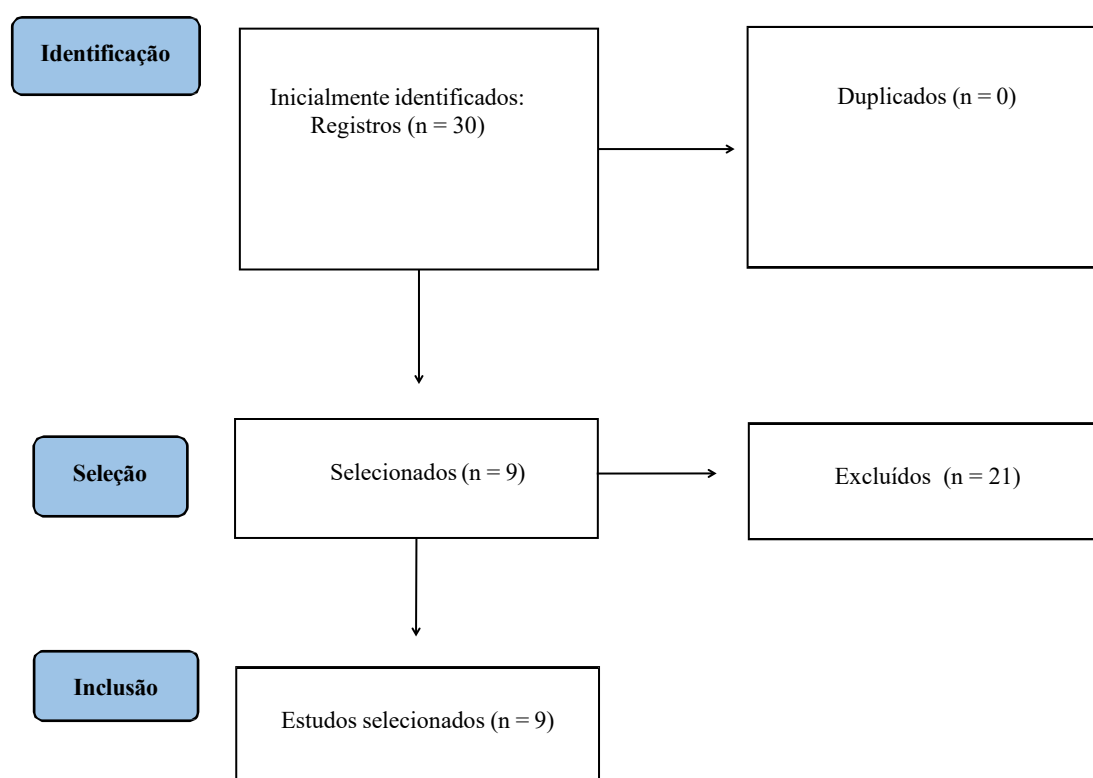 Identificação
Inicialmente identificados:
Registros (n = 30)
Duplicados (n = 0)
Seleção
Selecionados (n = 9)
Excluídos (n = 21)
Inclusão
Estudos selecionados (n = 9)